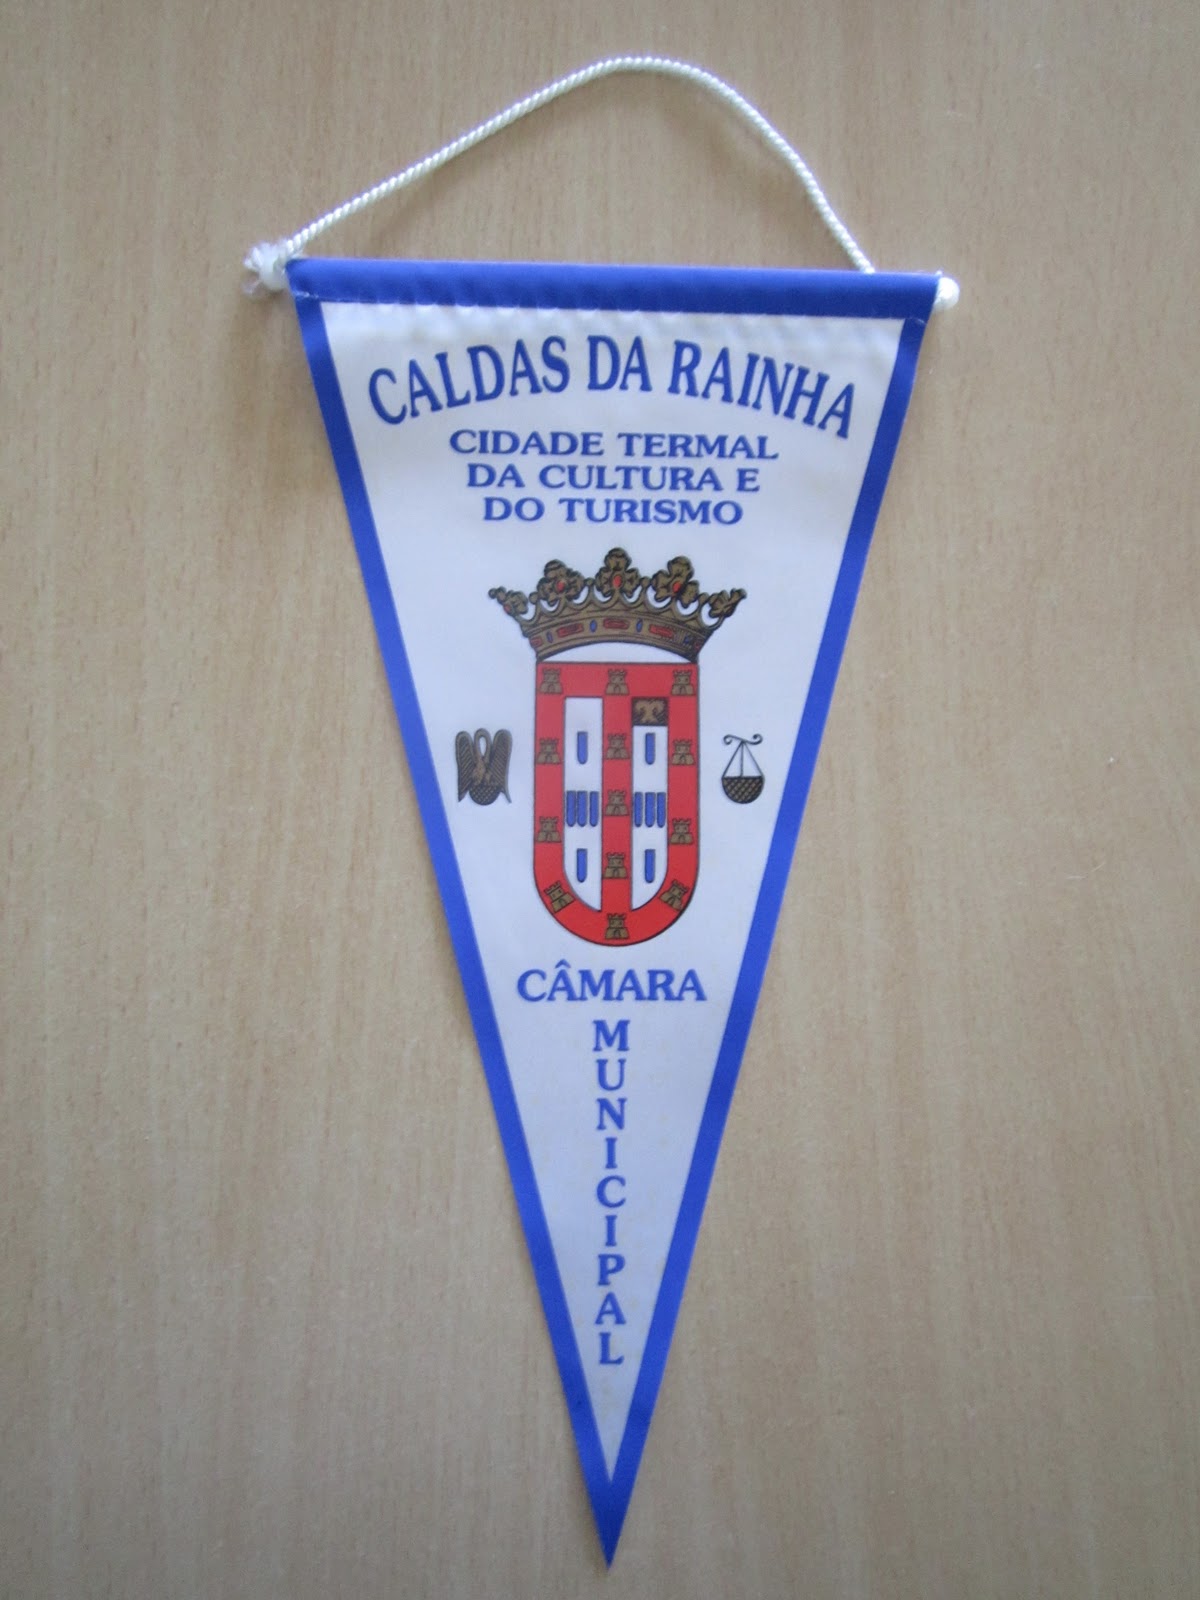 CALDAS DA RAINHA
CIDADE TERMAL
DA CULTURA E
DO TURISMO
CÂMARA
MUNICIPAL